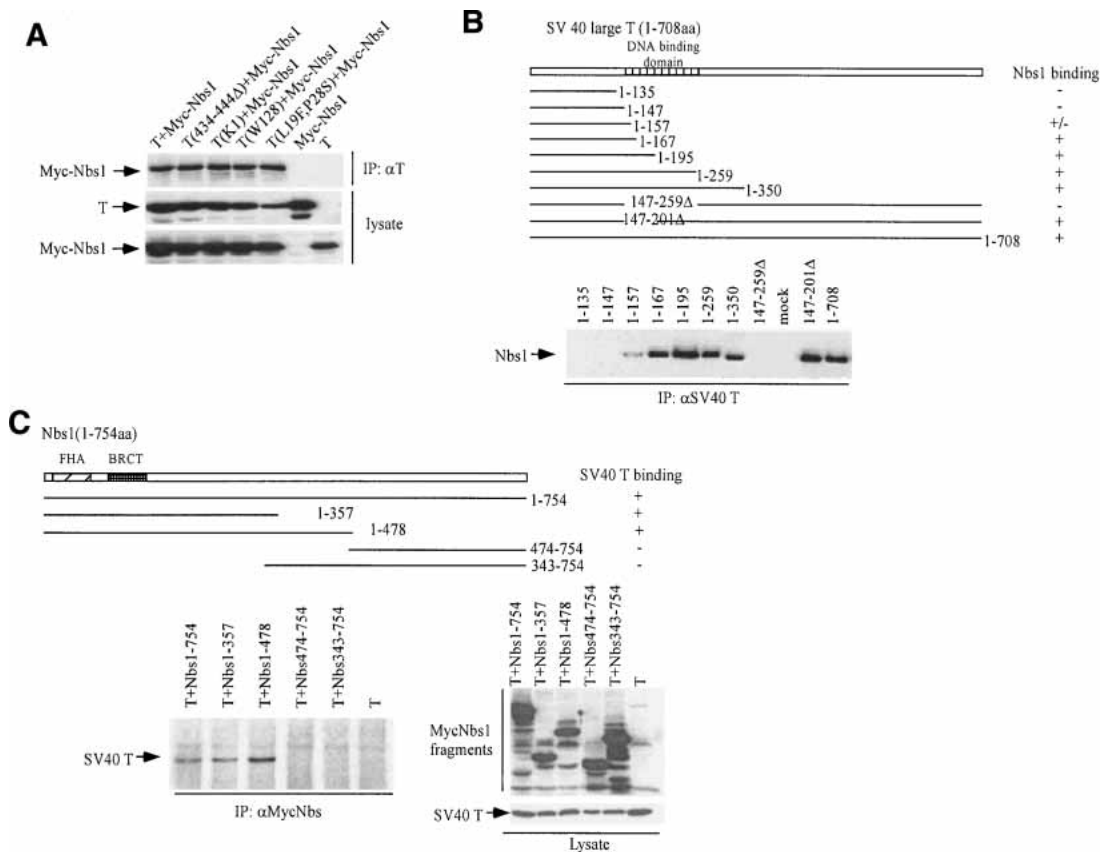 A
T+Myc-Nbs1
T(434-444Δ)+Myc-Nbs1
T(K1)+Myc-Nbs1
T(W128)+Myc-Nbs1
T(L19F,P28S)+Myc-Nbs1
Myc-Nbs1
T
Myc-Nbs1
IP: αT
T
lysate
Myc-Nbs1
B
SV 40 large T (1-708aa)
DNA binding
domain
Nbs1 binding
1-135 -
1-147 -
1-157 +/-
1-167 +
1-195 +
1-259 +
1-350 +
147-259Δ -
147-201Δ +
1-708 +
1-135
1-147
1-157
1-167
1-195
1-259
1-350
147-259Δ
mock
147-201Δ
1-708
Nbs1
IP: αSV40 T
C
Nbs1(1-754aa)
FHA BRCT
SV40 T binding
1-754 +
1-357 +
1-478 +
474-754 -
343-754 -
T+Nbs1-754
T+Nbs1-357
T+Nbs1-478
T+Nbs474-754
T+Nbs343-754
T
SV40 T
IP: αMycNbs
T+Nbs1-754
T+Nbs1-357
T+Nbs1-478
T+Nbs474-754
T+Nbs343-754
T
MycNbs1
fragments
SV40 T
Lysate